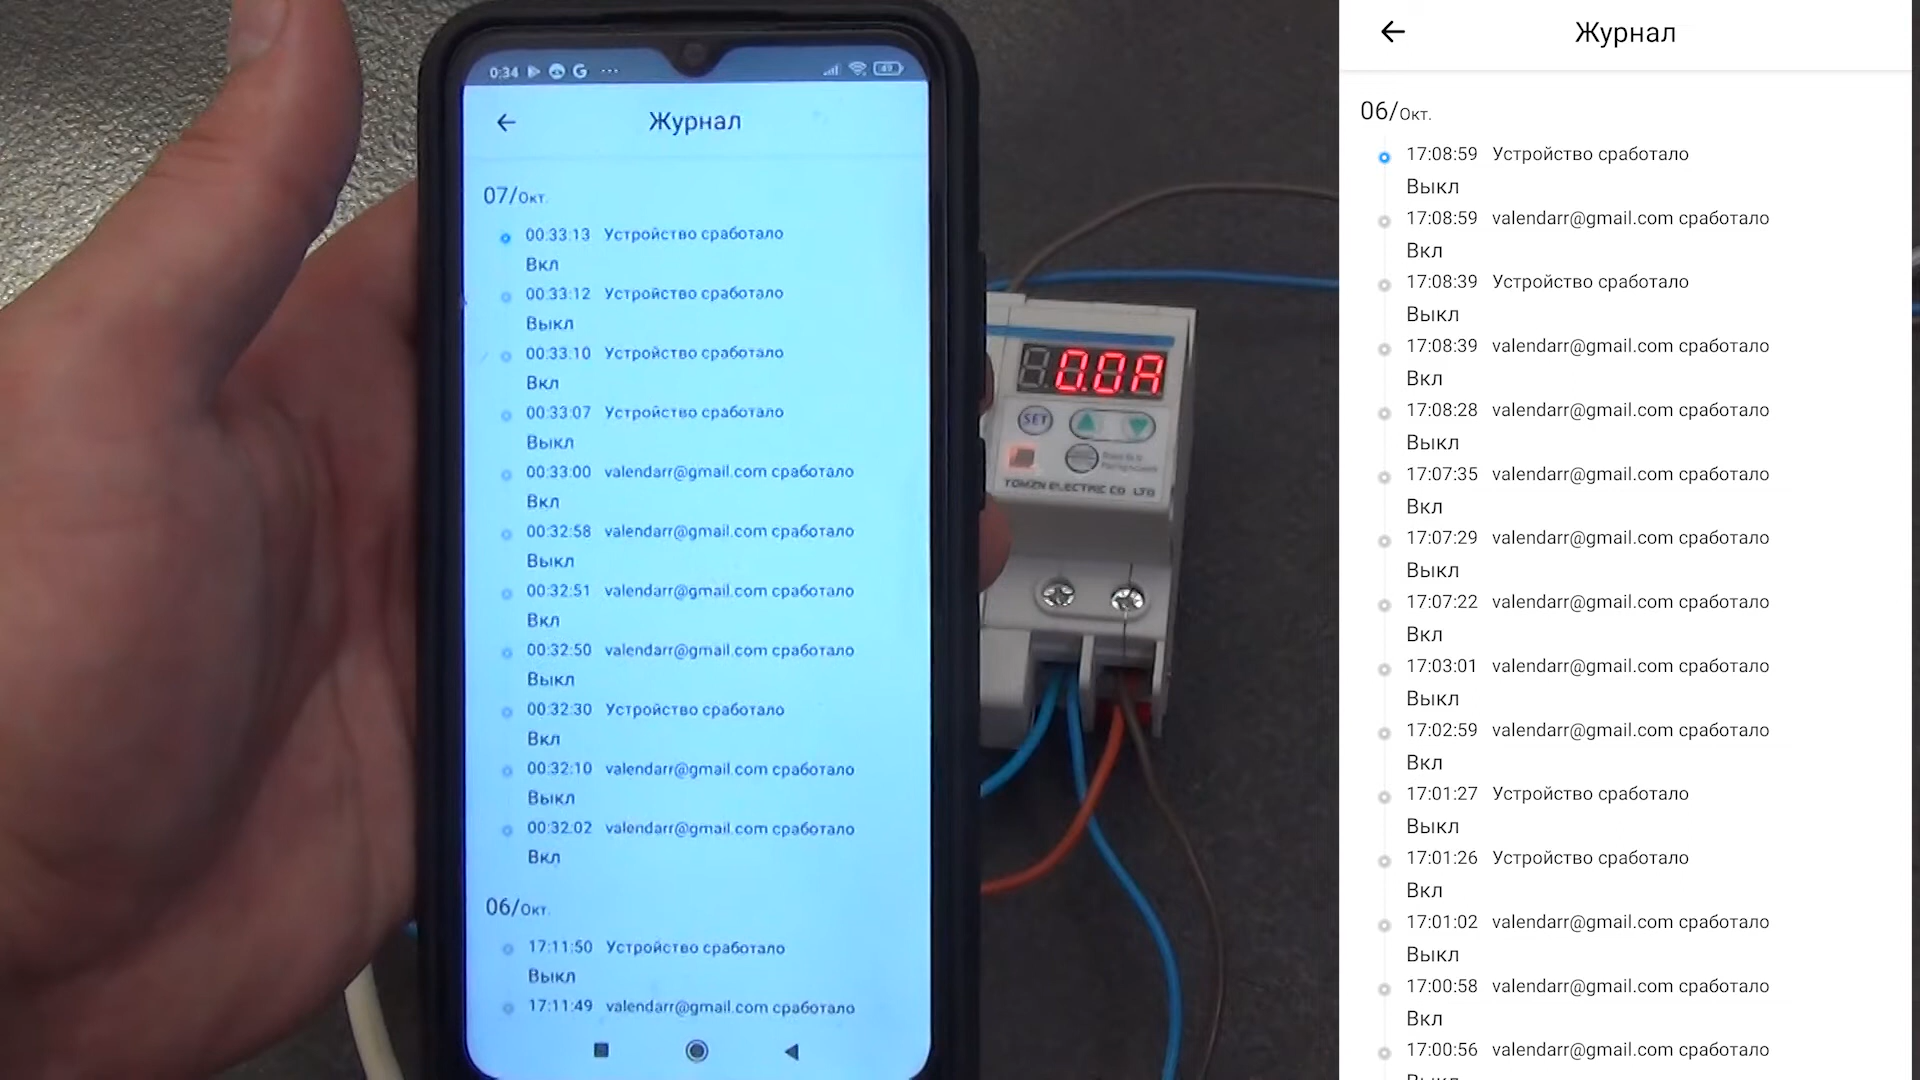 0:34
49
Журнал
07/Окт.
00:33:13 Устройство сработало
Вкл
00:33:12 Устройство сработало
Выкл
00:33:10 Устройство сработало
Вкл
00:33:07 Устройство сработало
Выкл
00:33:00 valendarr@gmail.com сработало
Вкл
00:32:58 valendarr@gmail.com сработало
Выкл
00:32:51 valendarr@gmail.com сработало
Вкл
00:32:50 valendarr@gmail.com сработало
Выкл
00:32:30 Устройство сработало
Вкл
00:32:10 valendarr@gmail.com сработало
Выкл
00:32:02 valendarr@gmail.com сработало
Вкл
06/Окт.
17:11:50 Устройство сработало
Выкл
17:11:49 valendarr@gmail.com сработало
0.0A
SET
TOMZN ELECTRIC CO LTD
Журнал
06/Окт.
17:08:59 Устройство сработало
Выкл
17:08:59 valendarr@gmail.com сработало
Вкл
17:08:39 Устройство сработало
Выкл
17:08:39 valendarr@gmail.com сработало
Вкл
17:08:28 valendarr@gmail.com сработало
Выкл
17:07:35 valendarr@gmail.com сработало
Вкл
17:07:29 valendarr@gmail.com сработало
Выкл
17:07:22 valendarr@gmail.com сработало
Вкл
17:03:01 valendarr@gmail.com сработало
Выкл
17:02:59 valendarr@gmail.com сработало
Вкл
17:01:27 Устройство сработало
Выкл
17:01:26 Устройство сработало
Вкл
17:01:02 valendarr@gmail.com сработало
Выкл
17:00:58 valendarr@gmail.com сработало
Вкл
17:00:56 valendarr@gmail.com сработало
Выкл